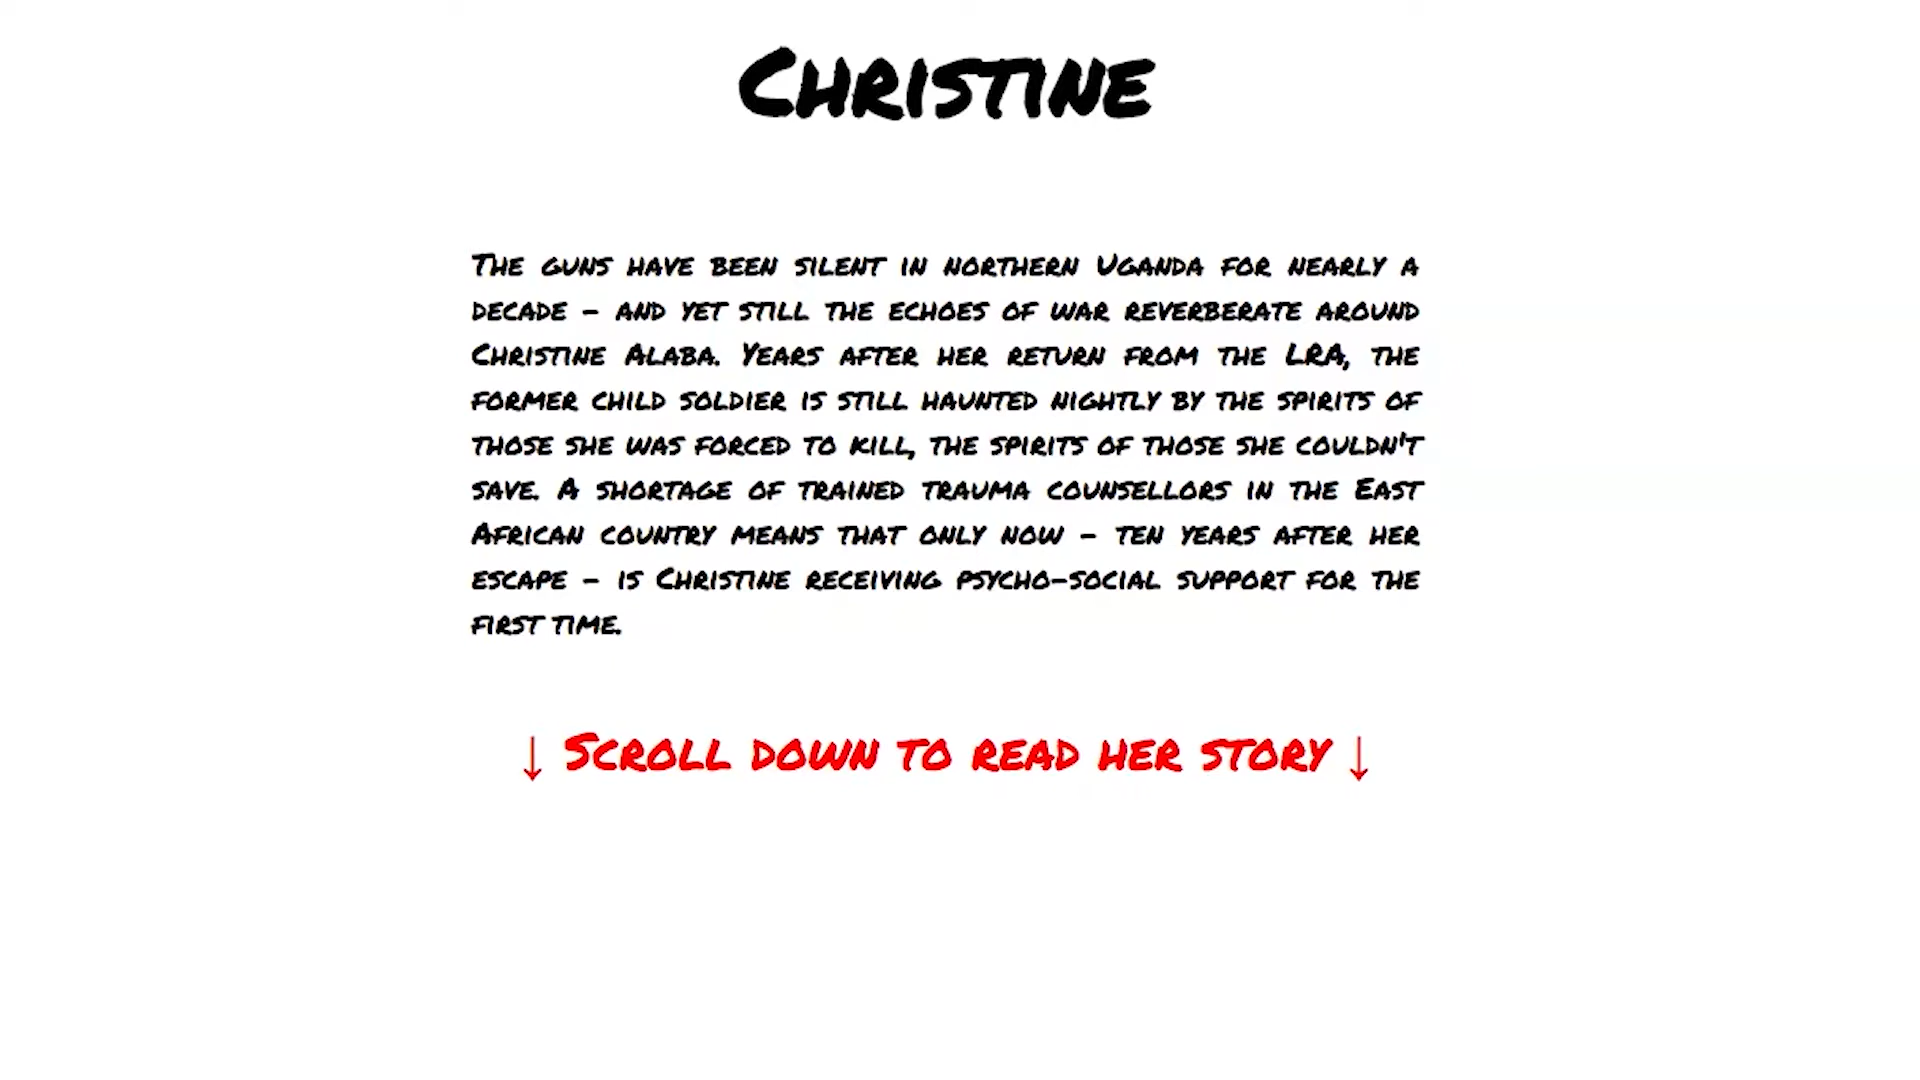 Christine
The guns have been silent in northern Uganda for nearly a
decade - and yet still the echoes of war reverberate around
Christine Alaba. Years after her return from the LRA, the
former child soldier is still haunted nightly by the spirits of
those she was forced to kill, the spirits of those she couldn't
save. A shortage of trained trauma counsellors in the East
African country means that only now - ten years after her
escape - is Christine receiving psycho-social support for the
first time.
↓ Scroll down to read her story ↓